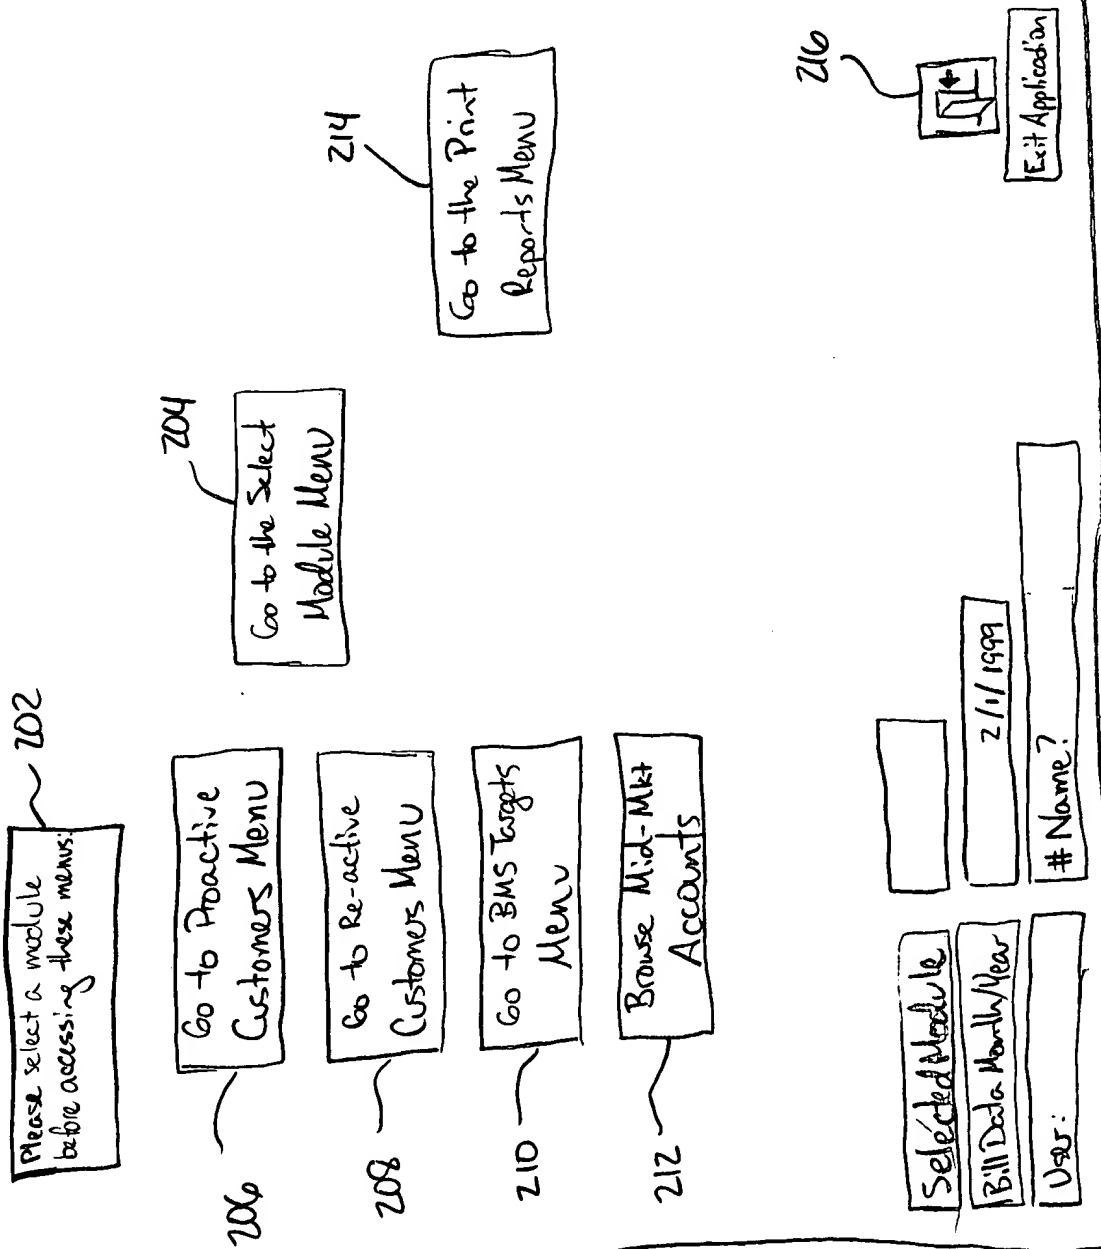 Please select a module
before accessing these menus:
202
204
Go to the Select
Module Menu
206
Go to Proactive
Customers Menu
208
Go to Re-active
Customers Menu
214
Go to the Print
Reports Menu
210
Go to BMS Targets
Menu
212
Browse Mid-Mkt
Accounts
216
Selected Module
Bill Data Month/Year
2/1/1999
User:
#Name?
Exit Application